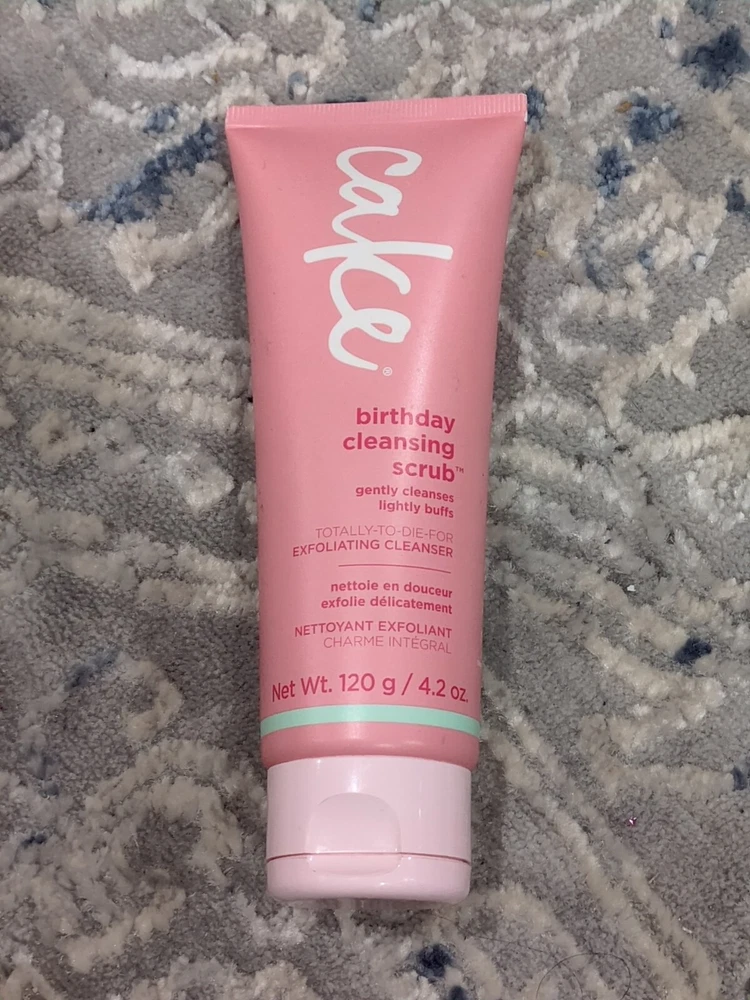 cake®
birthday
cleansing
scrub™
gently cleanses
lightly buffs
TOTALLY-TO-DIE-FOR
EXFOLIATING CLEANSER
nettoie en douceur
exfolie délicatement
NETTOYANT EXFOLIANT
CHARME INTÉGRAL
Net Wt. 120 g / 4.2 oz.